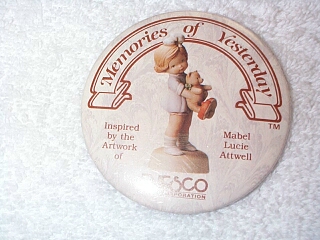 Memories of Yesterday
TM
Inspired
by the
Artwork
of
Mabel
Lucie
Attwell
ENESCO
CORPORATION